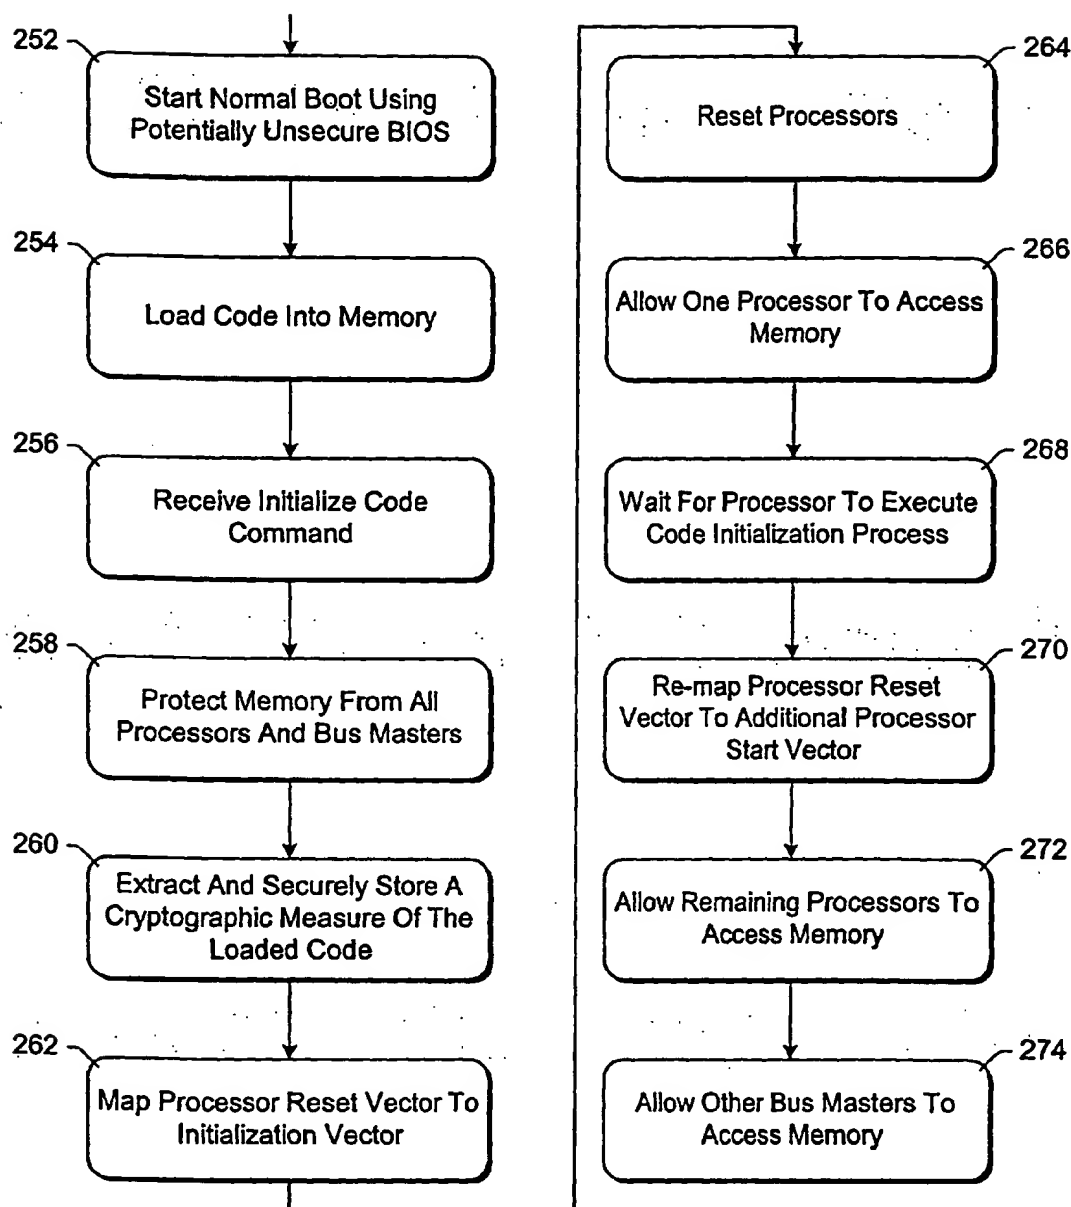 252
Start Normal Boot Using
Potentially Unsecure BIOS
254
Load Code Into Memory
256
Receive Initialize Code
Command
258
Protect Memory From All
Processors And Bus Masters
260
Extract And Securely Store A
Cryptographic Measure Of The
Loaded Code
262
Map Processor Reset Vector To
Initialization Vector
264
Reset Processors
266
Allow One Processor To Access
Memory
268
Wait For Processor To Execute
Code Initialization Process
270
Re-map Processor Reset
Vector To Additional Processor
Start Vector
272
Allow Remaining Processors To
Access Memory
274
Allow Other Bus Masters To
Access Memory